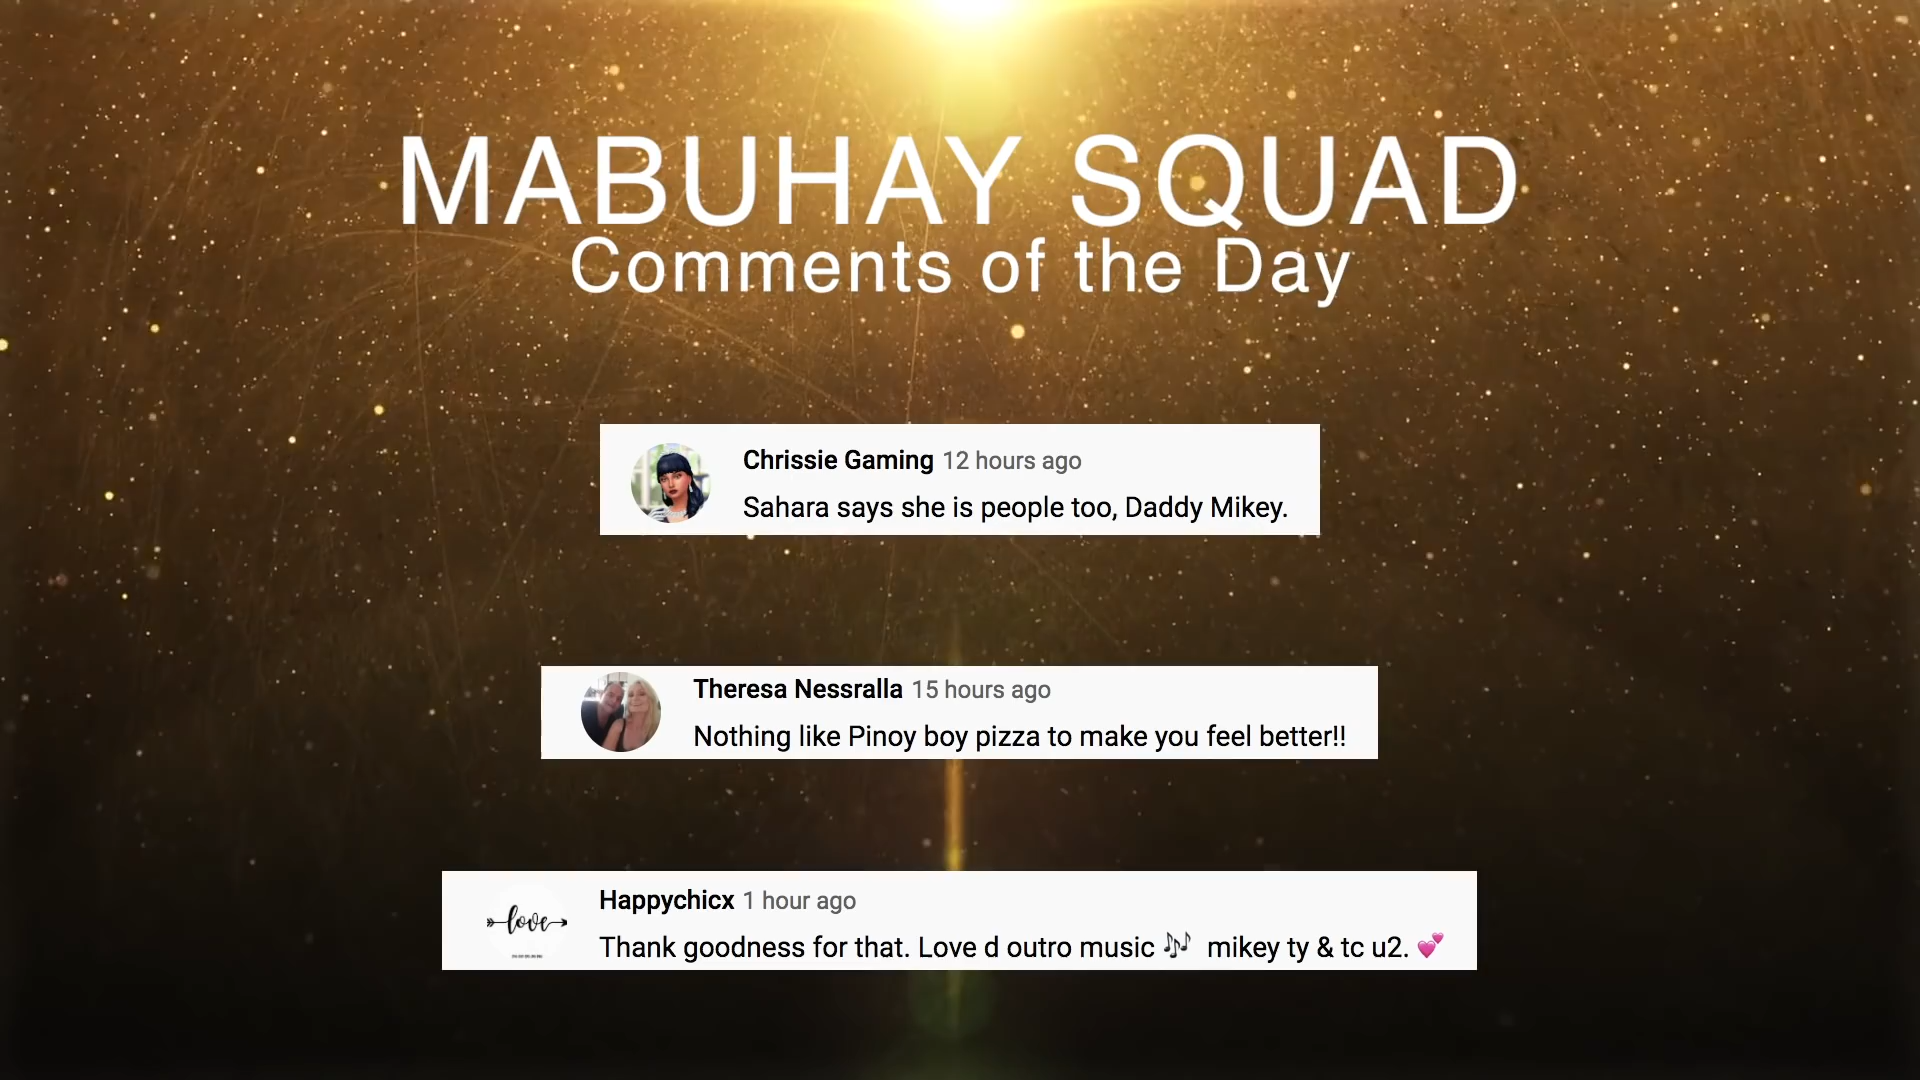 MABUHAY SQUAD
Comments of the Day
Chrissie Gaming 12 hours ago
Sahara says she is people too, Daddy Mikey.
Theresa Nessralla 15 hours ago
Nothing like Pinoy boy pizza to make you feel better!!
Happychicx 1 hour ago
love
Thank goodness for that. Love d outro music 🎶 mikey ty & tc u2. 💕